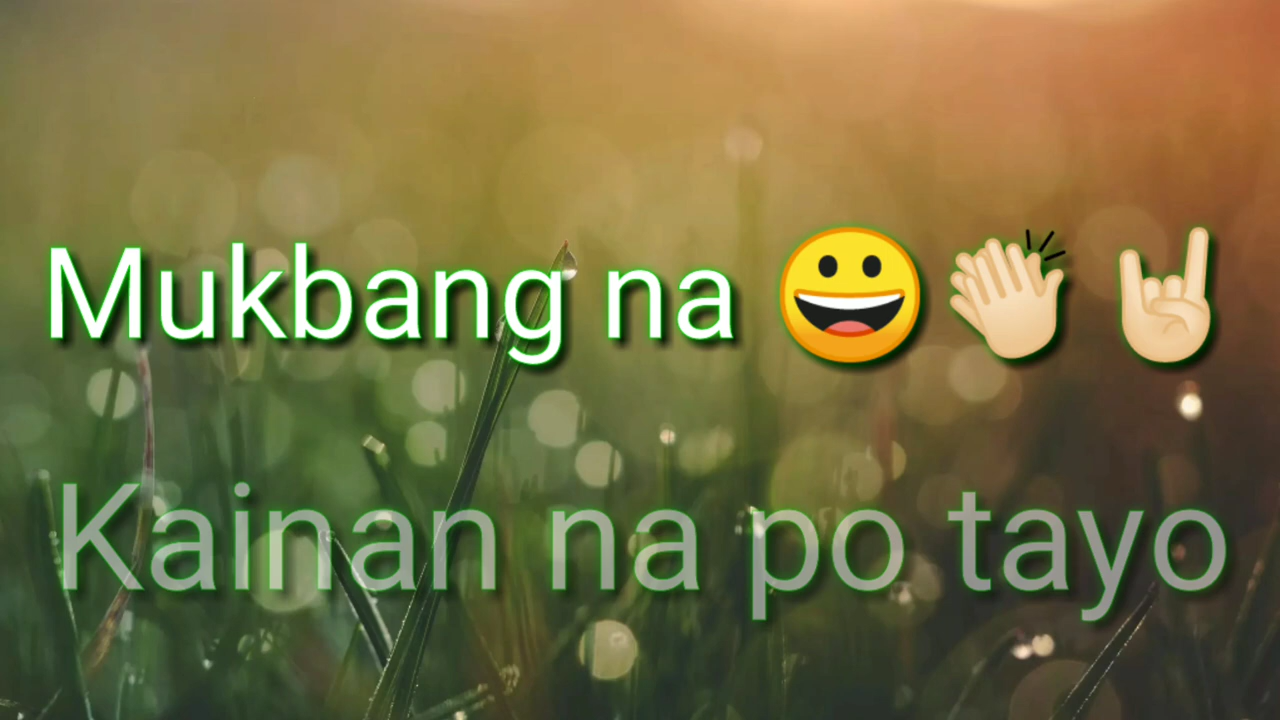 Mukbang na 😀 👏🏻 🤘🏻
Kainan na po tayo